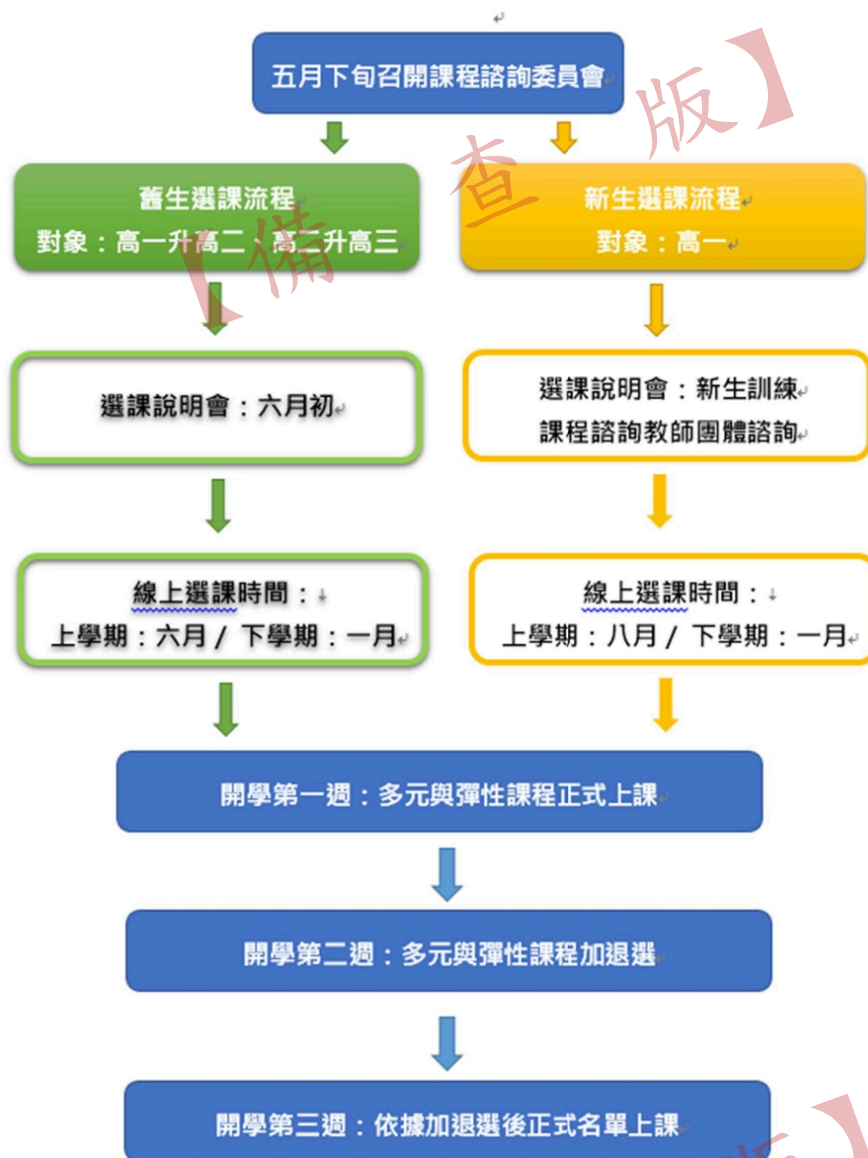 五月下旬召開課程諮詢委員會
舊生選課流程
對象：高一升高二、高二升高三
新生選課流程
對象：高一
選課說明會：六月初
選課說明會：新生訓練
課程諮詢教師團體諮詢
線上選課時間：
上學期：六月 / 下學期：一月
線上選課時間：
上學期：八月 / 下學期：一月
開學第一週：多元與彈性課程正式上課
開學第二週：多元與彈性課程加退選
開學第三週：依據加退選後正式名單上課
【備查版】
版】